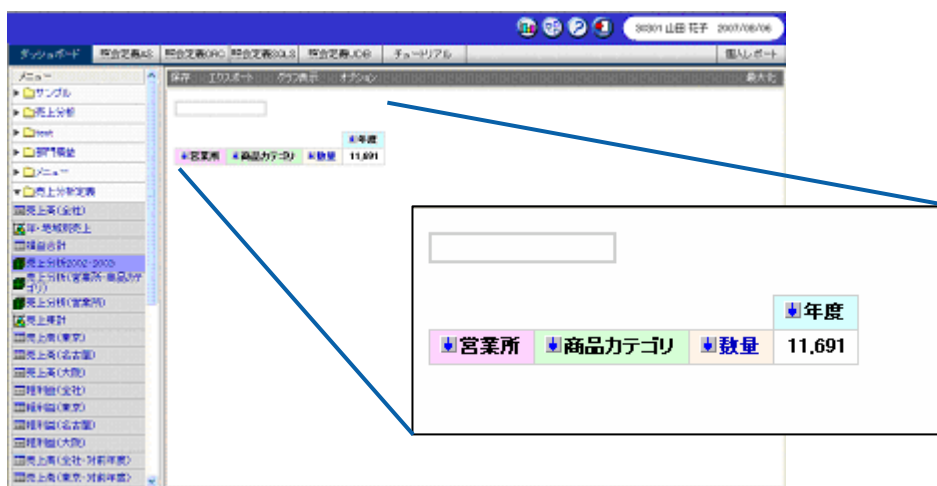 30301 山田 花子 2007/08/06
ダッシュボード 照会定義AS 照会定義ORC 照会定義SQLS 照会定義UDB チュートリアル 個人レポート
メニュー
保存 エクスポート グラフ表示 オプション 最大化
サンプル
売上分析
test
部門損益
メニュー
売上分析定義
売上高(全社)
年・地域別売上
損益合計
売上分析2002-2003
売上分析(営業所-商品カテゴリ)
売上分析(営業所)
売上集計
売上高(東京)
売上高(名古屋)
売上高(大阪)
粗利益(全社)
粗利益(東京)
粗利益(名古屋)
粗利益(大阪)
売上高(全社-対前年度)
売上高(東京-対前年度)
年度
営業所 商品カテゴリ 数量 11,691
年度
営業所 商品カテゴリ 数量 11,691